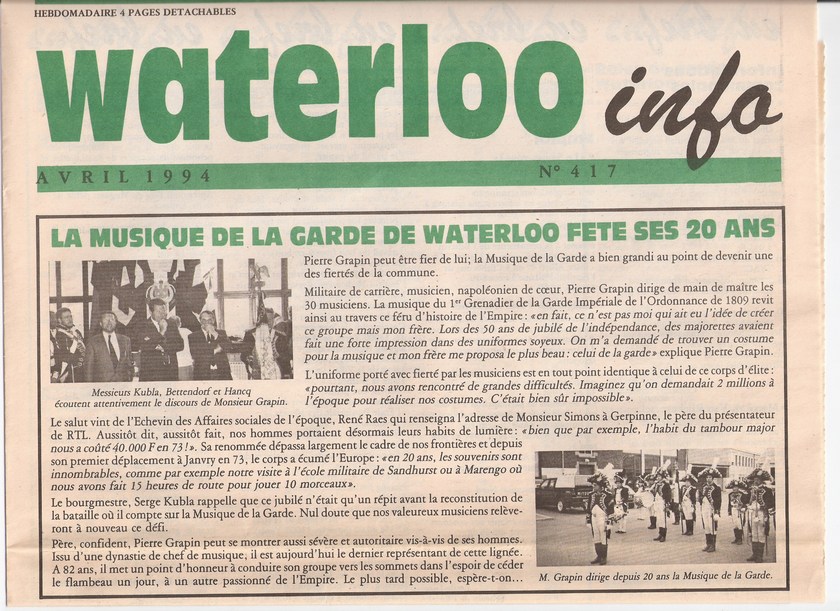 HEBDOMADAIRE 4 PAGES DETACHABLES
waterloo info
AVRIL 1994 N° 417
LA MUSIQUE DE LA GARDE DE WATERLOO FETE SES 20 ANS
Pierre Grapin peut être fier de lui; la Musique de la Garde a bien grandi au point de devenir une
des fiertés de la commune.
Militaire de carrière, musicien, napoléonien de cœur, Pierre Grapin dirige de main de maître les
30 musiciens. La musique du 1er Grenadier de la Garde Impériale de l'Ordonnance de 1809 revit
ainsi au travers ce féru d'histoire de l'Empire : «en fait, ce n'est pas moi qui ait eu l'idée de créer
ce groupe mais mon frère. Lors des 50 ans de jubilé de l'indépendance, des majorettes avaient
fait une forte impression dans des uniformes soyeux. On m'a demandé de trouver un costume
pour la musique et mon frère me proposa le plus beau : celui de la garde» explique Pierre Grapin.
L'uniforme porté avec fierté par les musiciens est en tout point identique à celui de ce corps d'élite :
«pourtant, nous avons rencontré de grandes difficultés. Imaginez qu'on demandait 2 millions à
l'époque pour réaliser nos costumes. C'était bien sûr impossible».
Messieurs Kubla, Bettendorf et Hancq
écoutent attentivement le discours de Monsieur Grapin.
Le salut vint de l'Echevin des Affaires sociales de l'époque, René Raes qui renseigna l'adresse de Monsieur Simons à Gerpinne, le père du présentateur
de RTL. Aussitôt dit, aussitôt fait, nos hommes portaient désormais leurs habits de lumière : «bien que par exemple, l'habit du tambour major
nous a coûté 40.000 F en 73!». Sa renommée dépassa largement le cadre de nos frontières et depuis
son premier déplacement à Janvry en 73, le corps a écumé l'Europe : «en 20 ans, les souvenirs sont
innombrables, comme par exemple notre visite à l'école militaire de Sandhurst ou à Marengo où
nous avons fait 15 heures de route pour jouer 10 morceaux».
Le bourgmestre, Serge Kubla rappelle que ce jubilé n'était qu'un répit avant la reconstitution de
la bataille où il compte sur la Musique de la Garde. Nul doute que nos valeureux musiciens relève-
ront à nouveau ce défi.
Père, confident, Pierre Grapin peut se montrer aussi sévère et autoritaire vis-à-vis de ses hommes.
Issu d'une dynastie de chef de musique, il est aujourd'hui le dernier représentant de cette lignée.
A 82 ans, il met un point d'honneur à conduire son groupe vers les sommets dans l'espoir de céder
le flambeau un jour, à un autre passionné de l'Empire. Le plus tard possible, espère-t-on...
M. Grapin dirige depuis 20 ans la Musique de la Garde.